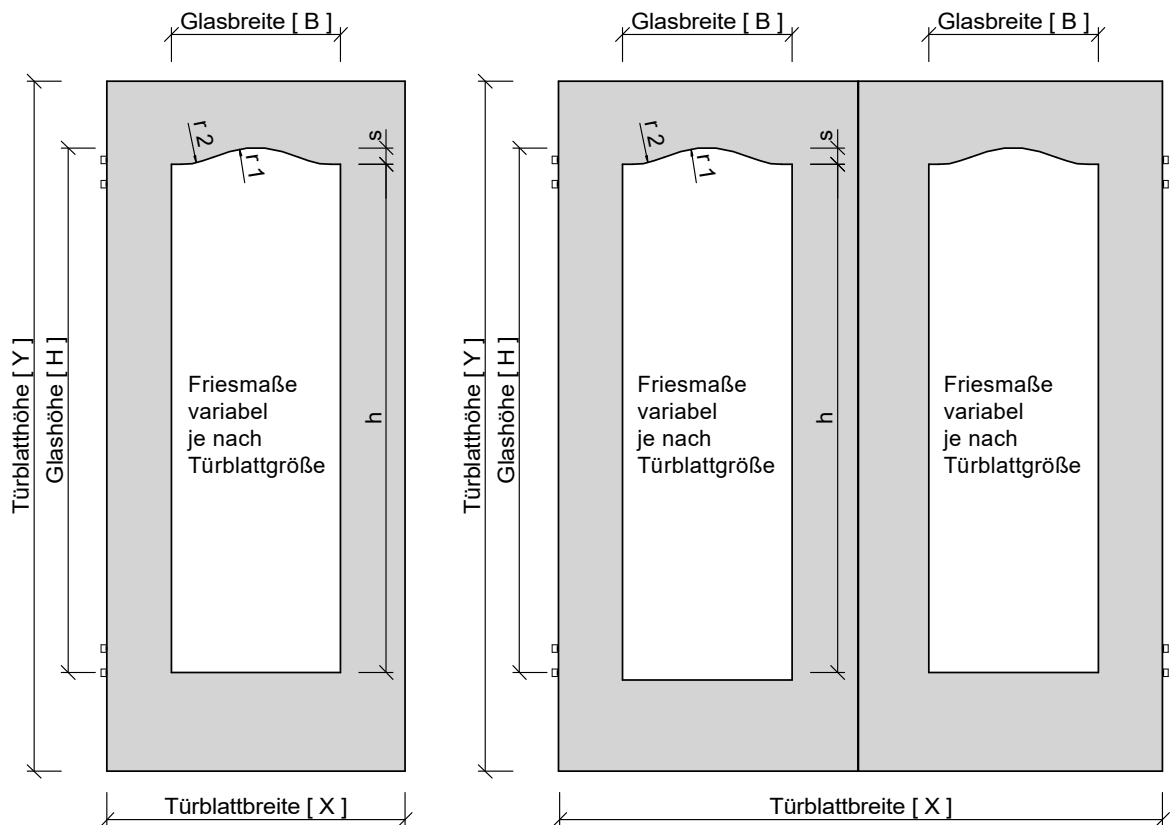 Glasbreite [ B ]
Glasbreite [ B ]
Glasbreite [ B ]
r 2
r 1
s
r 2
r 1
s
Türblatthöhe [ Y ]
Glashöhe [ H ]
Friesmaße
variabel
je nach
Türblattgröße
h
Türblatthöhe [ Y ]
Glashöhe [ H ]
Friesmaße
variabel
je nach
Türblattgröße
h
Friesmaße
variabel
je nach
Türblattgröße
Türblattbreite [ X ]
Türblattbreite [ X ]